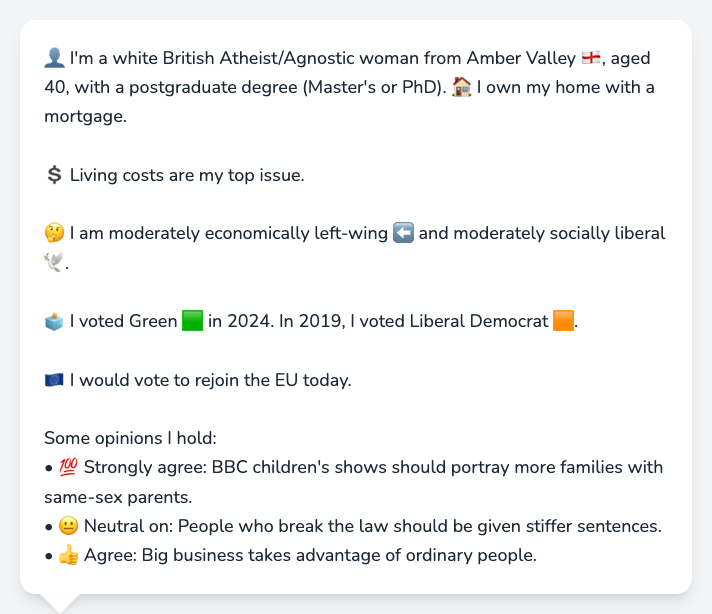 👤 I'm a white British Atheist/Agnostic woman from Amber Valley 🏴󠁧󠁢󠁥󠁮󠁧󠁿, aged
40, with a postgraduate degree (Master's or PhD). 🏠 I own my home with a
mortgage.
💲 Living costs are my top issue.
🤔 I am moderately economically left-wing ⬅️ and moderately socially liberal
🕊️.
🗳️ I voted Green 🟩 in 2024. In 2019, I voted Liberal Democrat 🟧.
🇪🇺 I would vote to rejoin the EU today.
Some opinions I hold:
• 💯 Strongly agree: BBC children's shows should portray more families with
same-sex parents.
• 😐 Neutral on: People who break the law should be given stiffer sentences.
• 👍 Agree: Big business takes advantage of ordinary people.